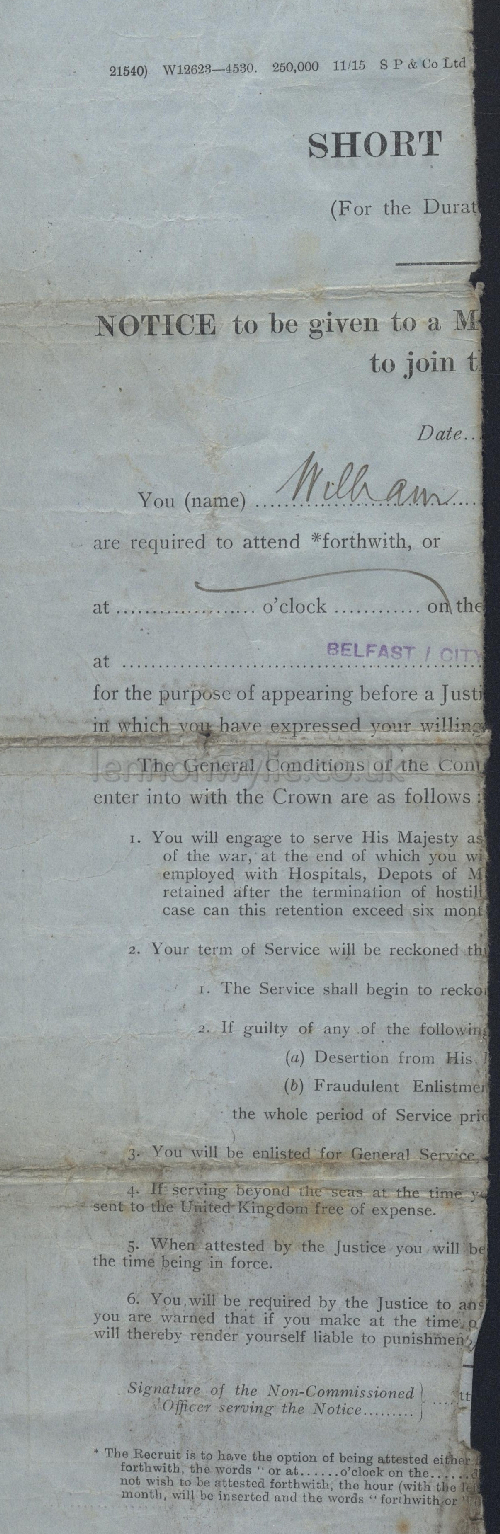 21540) W12623—4530. 250,000 11/15 S P & Co Ltd
SHORT
(For the Durat
NOTICE to be given to a M
to join t
Date..
You (name) ....William....
are required to attend *forthwith, or
at .................... o'clock ............ on the
at ........................ BELFAST / CITY
for the purpose of appearing before a Justi
in which you have expressed your willing
lennonwylie.co.uk
The General Conditions of the Con
enter into with the Crown are as follows :
1. You will engage to serve His Majesty as
of the war, at the end of which you wi
employed with Hospitals, Depots of M
retained after the termination of hostil
case can this retention exceed six mont
2. Your term of Service will be reckoned th
1. The Service shall begin to recko
2. If guilty of any of the following
(a) Desertion from His
(b) Fraudulent Enlistme
the whole period of Service pri
3. You will be enlisted for General Service
4. If serving beyond the seas at the time y
sent to the United Kingdom free of expense.
5. When attested by the Justice you will be
the time being in force.
6. You will be required by the Justice to ans
you are warned that if you make at the time
will thereby render yourself liable to punishmen
Signature of the Non-Commissioned
Officer serving the Notice.........
* The Recruit is to have the option of being attested either
forthwith, the words " or at......o'clock on the......
not wish to be attested forthwith, the hour (with the
month, will be inserted and the words " forthwith or "